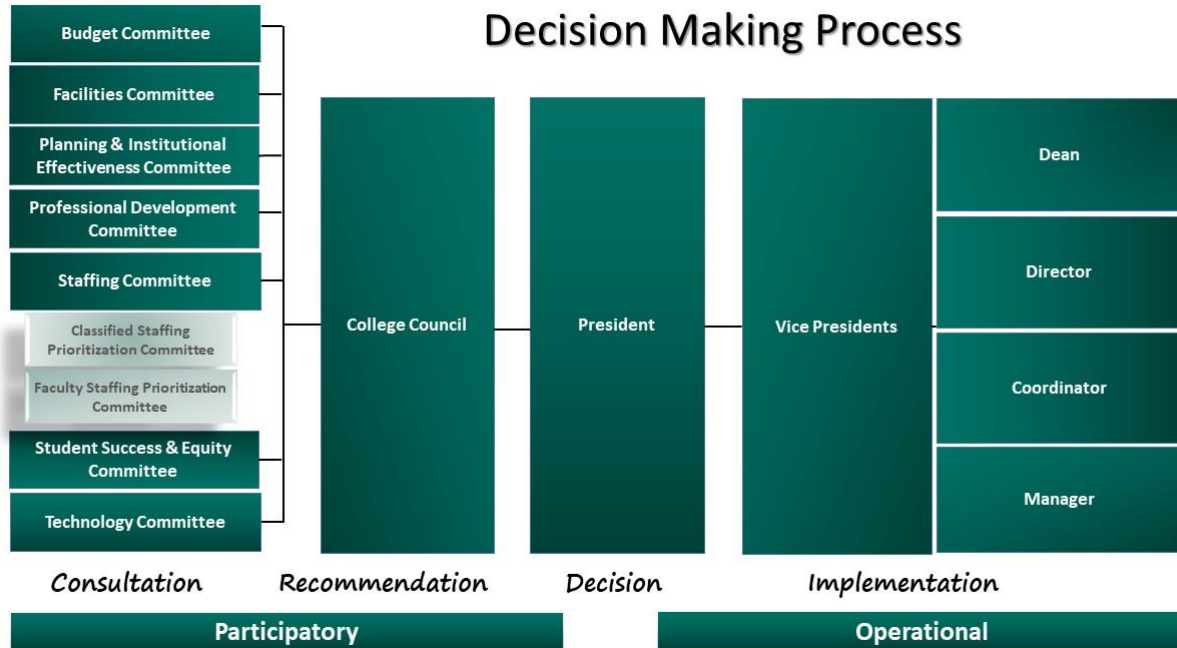 Decision Making Process
Budget Committee
Facilities Committee
Planning & Institutional
Effectiveness Committee
Professional Development
Committee
Staffing Committee
Classified Staffing
Prioritization Committee
Faculty Staffing Prioritization
Committee
Student Success & Equity
Committee
Technology Committee
College Council
President
Vice Presidents
Dean
Director
Coordinator
Manager
Consultation
Recommendation
Decision
Implementation
Participatory
Operational